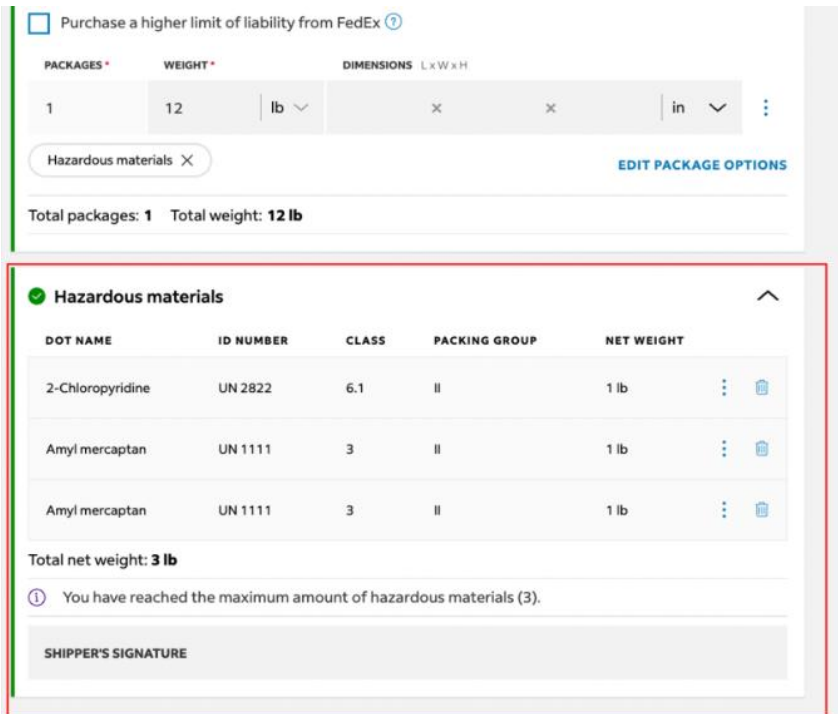 Purchase a higher limit of liability from FedEx ?
PACKAGES * WEIGHT * DIMENSIONS L x W x H
1 12 lb × × in
Hazardous materials ×
EDIT PACKAGE OPTIONS
Total packages: 1 Total weight: 12 lb
Hazardous materials
DOT NAME ID NUMBER CLASS PACKING GROUP NET WEIGHT
2-Chloropyridine UN 2822 6.1 II 1 lb
Amyl mercaptan UN 1111 3 II 1 lb
Amyl mercaptan UN 1111 3 II 1 lb
Total net weight: 3 lb
i You have reached the maximum amount of hazardous materials (3).
SHIPPER'S SIGNATURE